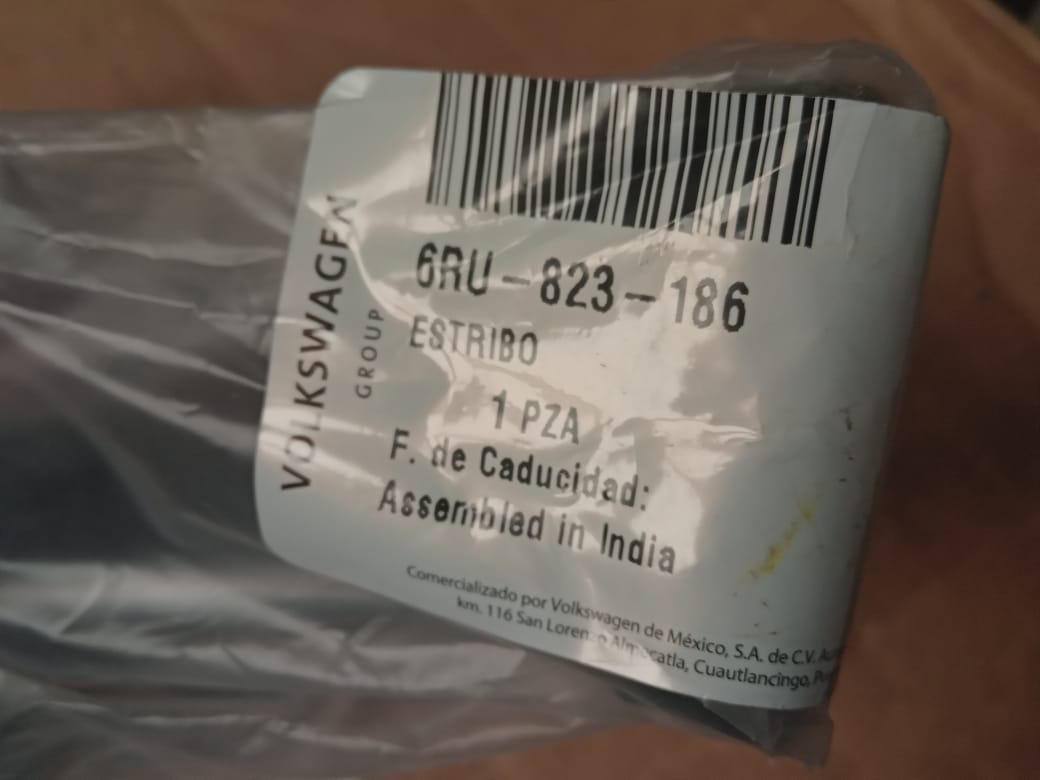 VOLKSWAGEN
GROUP
6RU-823-186
ESTRIBO
1 PZA
F. de Caducidad:
Assembled in India
Comercializado por Volkswagen de México, S.A. de C.V.
km. 116 San Lorenzo Almecatla, Cuautlancingo,